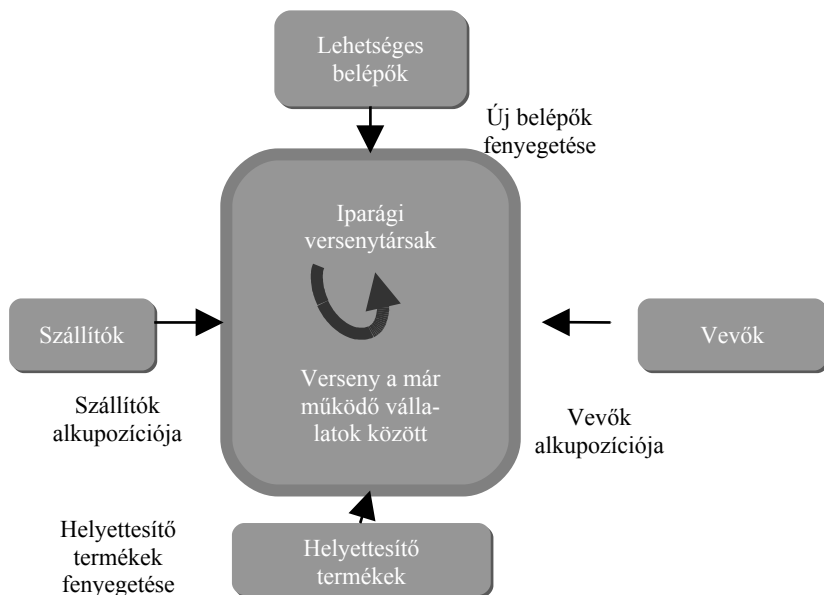 Lehetséges
belépők
Új belépők
fenyegetése
Iparági
versenytársak
Szállítók
Vevők
Verseny a már
működő válla-
latok között
Szállítók
alkupozíciója
Vevők
alkupozíciója
Helyettesítő
termékek
fenyegetése
Helyettesítő
termékek